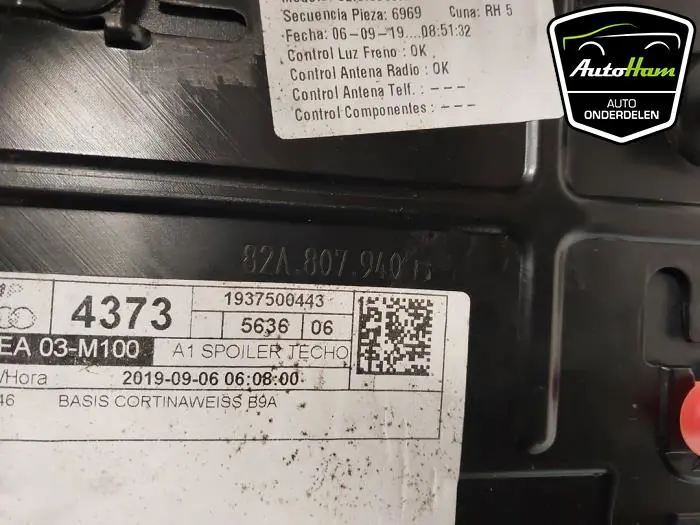 Secuencia Pieza: 6969 Cuna: RH 5
Fecha: 06-09-19....08:51:32
Control Luz Freno: OK
Control Antena Radio: OK
Control Antena Telf.: ---
Control Componentes: ---
AutoHam
AUTO
ONDERDELEN
82A.807.940
4373
1937500443
5636 06
EA 03-M100
A1 SPOILER TECHO
/Hora
2019-09-06 06:08:00
46
BASIS CORTINAWEISS B9A